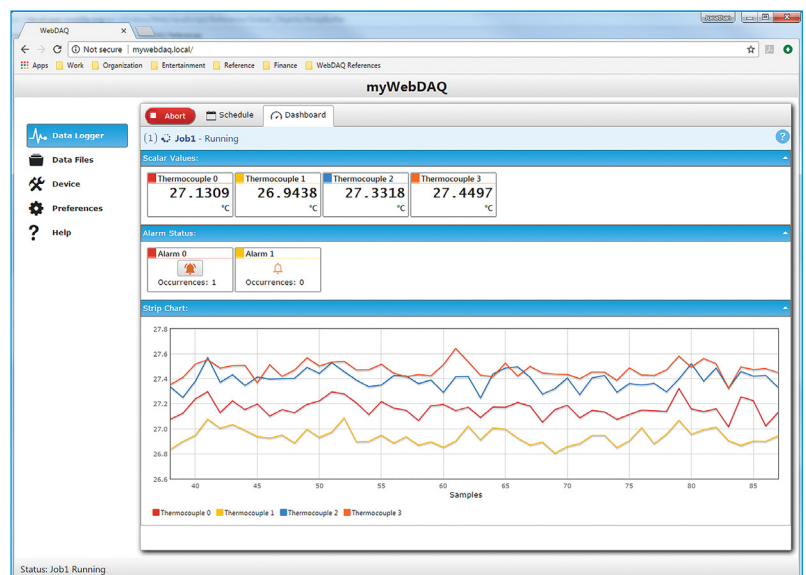 WebDAQ
Not secure | mywebdaq.local/
Apps Work Organization Entertainment Reference Finance WebDAQ References
myWebDAQ
Abort Schedule Dashboard
(1) Job1 - Running
Data Logger
Data Files
Device
Preferences
Help
Scalar Values:
Thermocouple 0 Thermocouple 1 Thermocouple 2 Thermocouple 3
27.1309 26.9438 27.3318 27.4497
°C °C °C °C
Alarm Status:
Alarm 0 Alarm 1
Occurrences: 1 Occurrences: 0
Strip Chart:
27.8
27.6
27.4
27.2
27.0
26.8
26.6
40 45 50 55 60 65 70 75 80 85
Samples
Thermocouple 0 Thermocouple 1 Thermocouple 2 Thermocouple 3
Status: Job1 Running